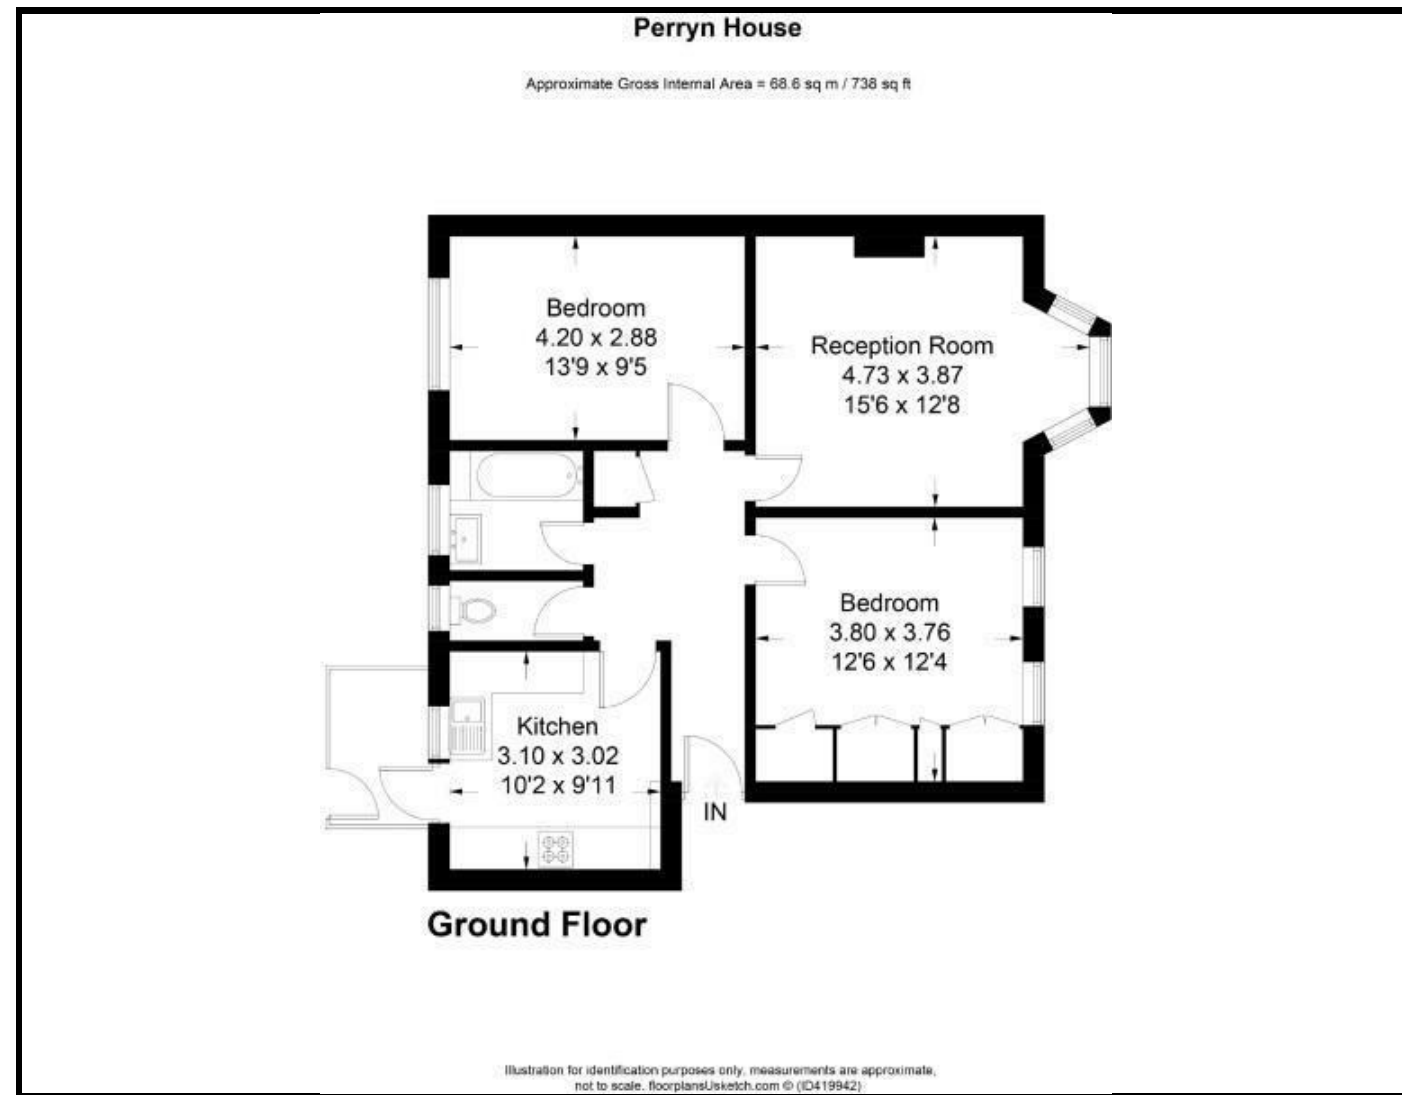 Perryn House
Approximate Gross Internal Area = 68.6 sq m / 738 sq ft
Bedroom
4.20 x 2.88
13'9 x 9'5
Reception Room
4.73 x 3.87
15'6 x 12'8
Bedroom
3.80 x 3.76
12'6 x 12'4
Kitchen
3.10 x 3.02
10'2 x 9'11
IN
Ground Floor
Illustration for identification purposes only, measurements are approximate,
not to scale. floorplansUsketch.com © (ID419942)